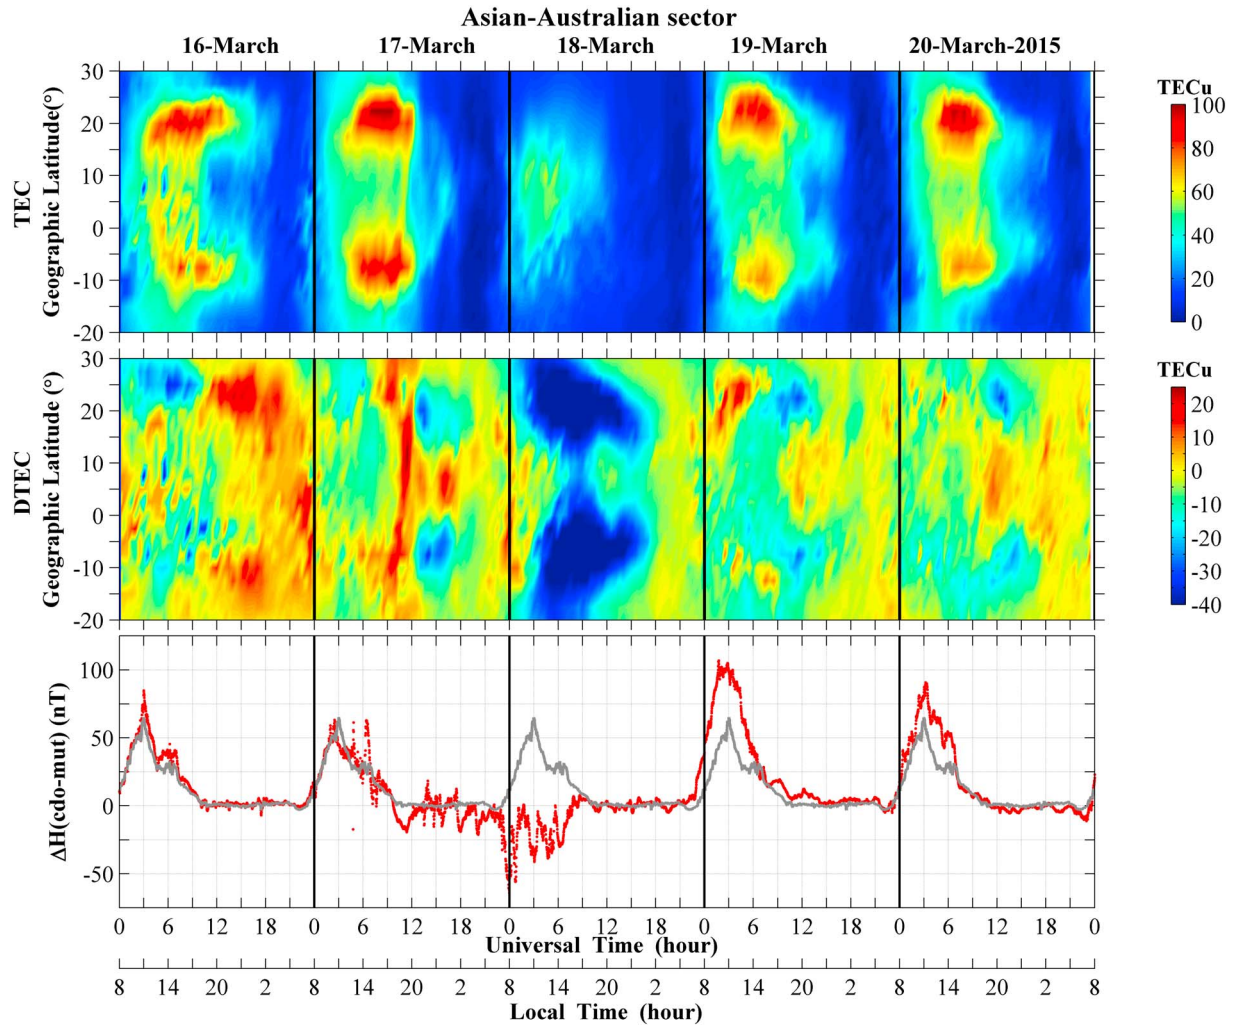 Asian-Australian sector
16-March 17-March 18-March 19-March 20-March-2015
TEC
Geographic Latitude(°)
30
20
10
0
-10
-20
TECu
100
80
60
40
20
0
DTEC
Geographic Latitude (°)
30
20
10
0
-10
-20
TECu
20
10
0
-10
-20
-30
-40
ΔH(cdo-mut) (nT)
100
50
0
-50
0 6 12 18 0 6 12 18 0 6 12 18 0 6 12 18 0 6 12 18 0
Universal Time (hour)
8 14 20 2 8 14 20 2 8 14 20 2 8 14 20 2 8 14 20 2 8
Local Time (hour)